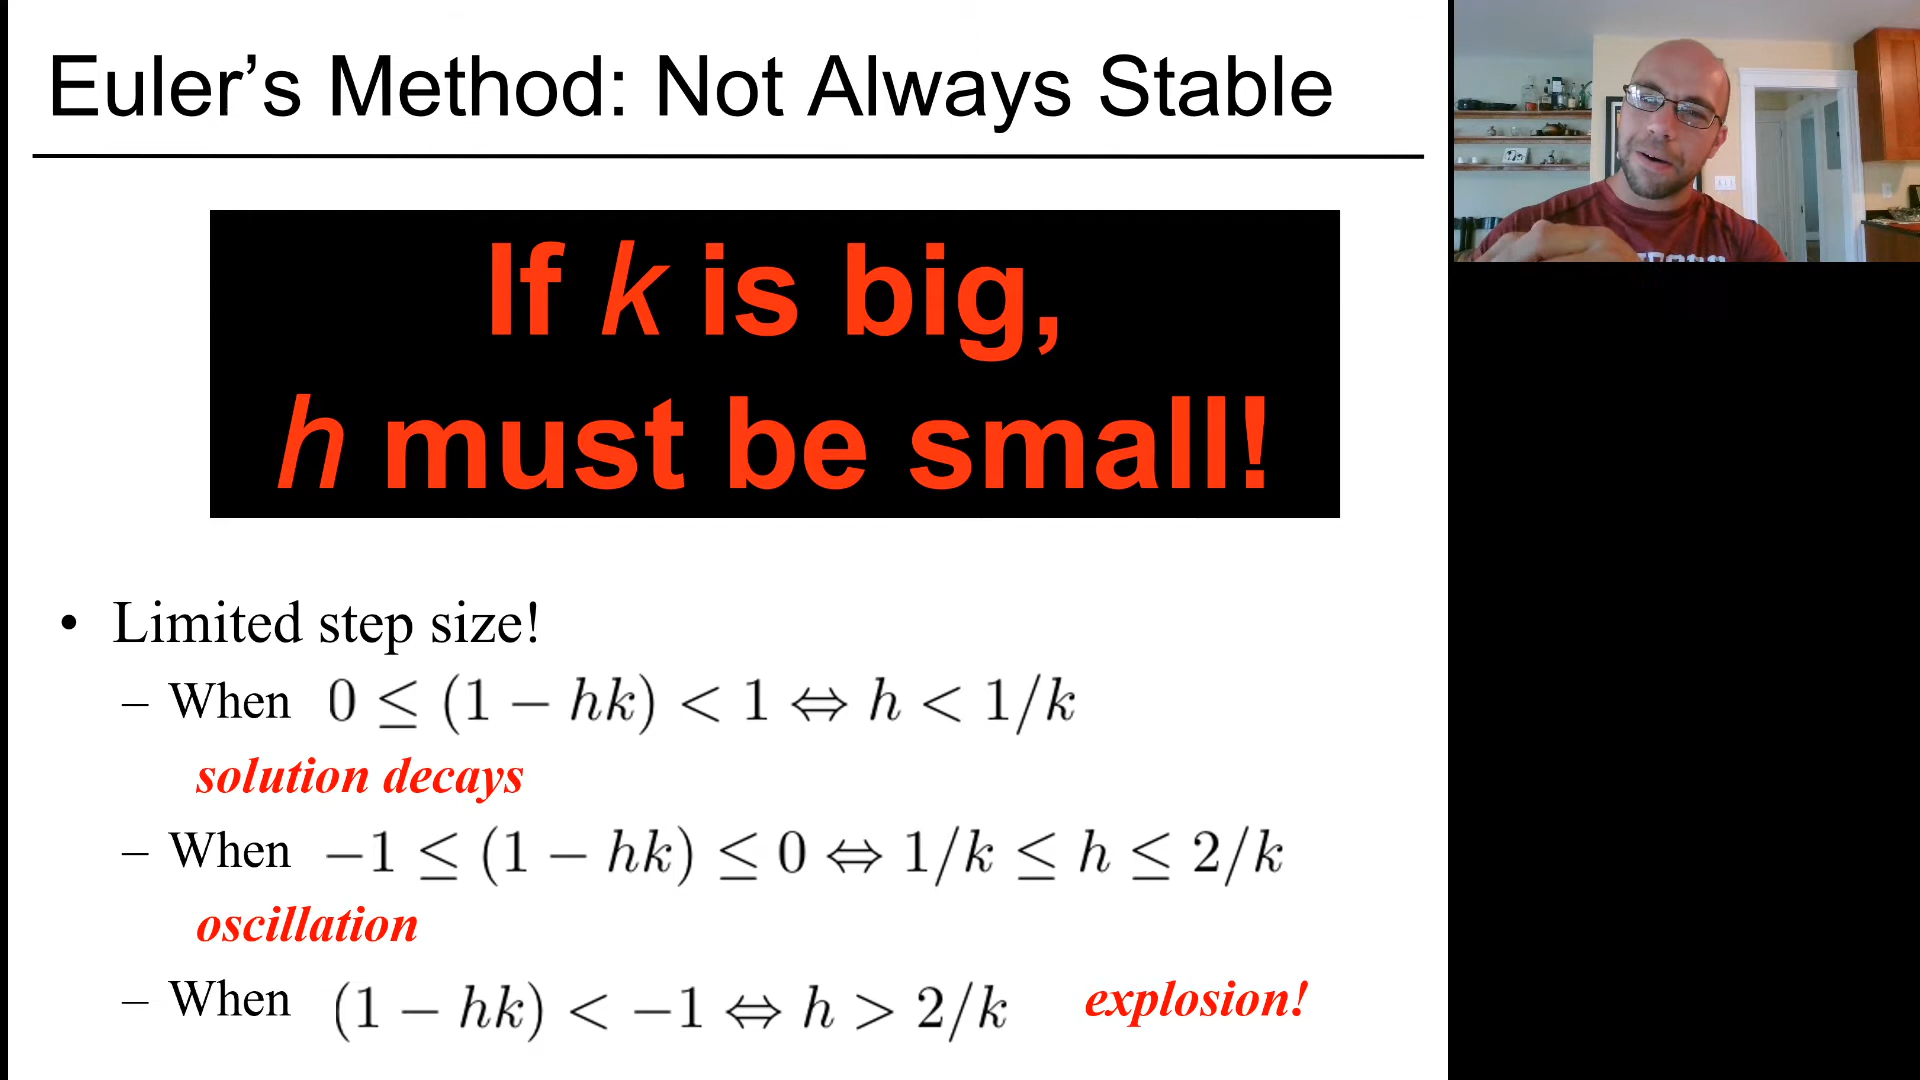 Euler’s Method: Not Always Stable
If k is big,
h must be small!
• Limited step size!
– When 0 ≤ (1 − hk) < 1 ⇔ h < 1/k
solution decays
– When −1 ≤ (1 − hk) ≤ 0 ⇔ 1/k ≤ h ≤ 2/k
oscillation
– When (1 − hk) < −1 ⇔ h > 2/k explosion!